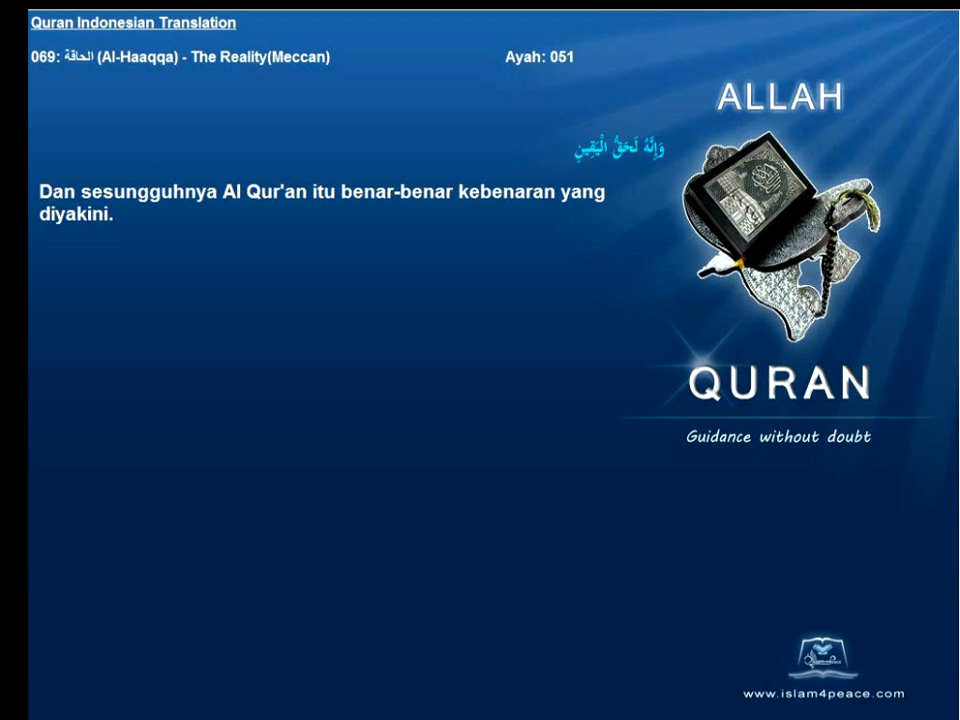 Quran Indonesian Translation
069: الحاقة (Al-Haaqqa) - The Reality(Meccan) Ayah: 051
ALLAH
وَإِنَّهُ لَحَقُّ الْيَقِينِ
Dan sesungguhnya Al Qur'an itu benar-benar kebenaran yang
diyakini.
QURAN
Guidance without doubt
www.islam4peace.com